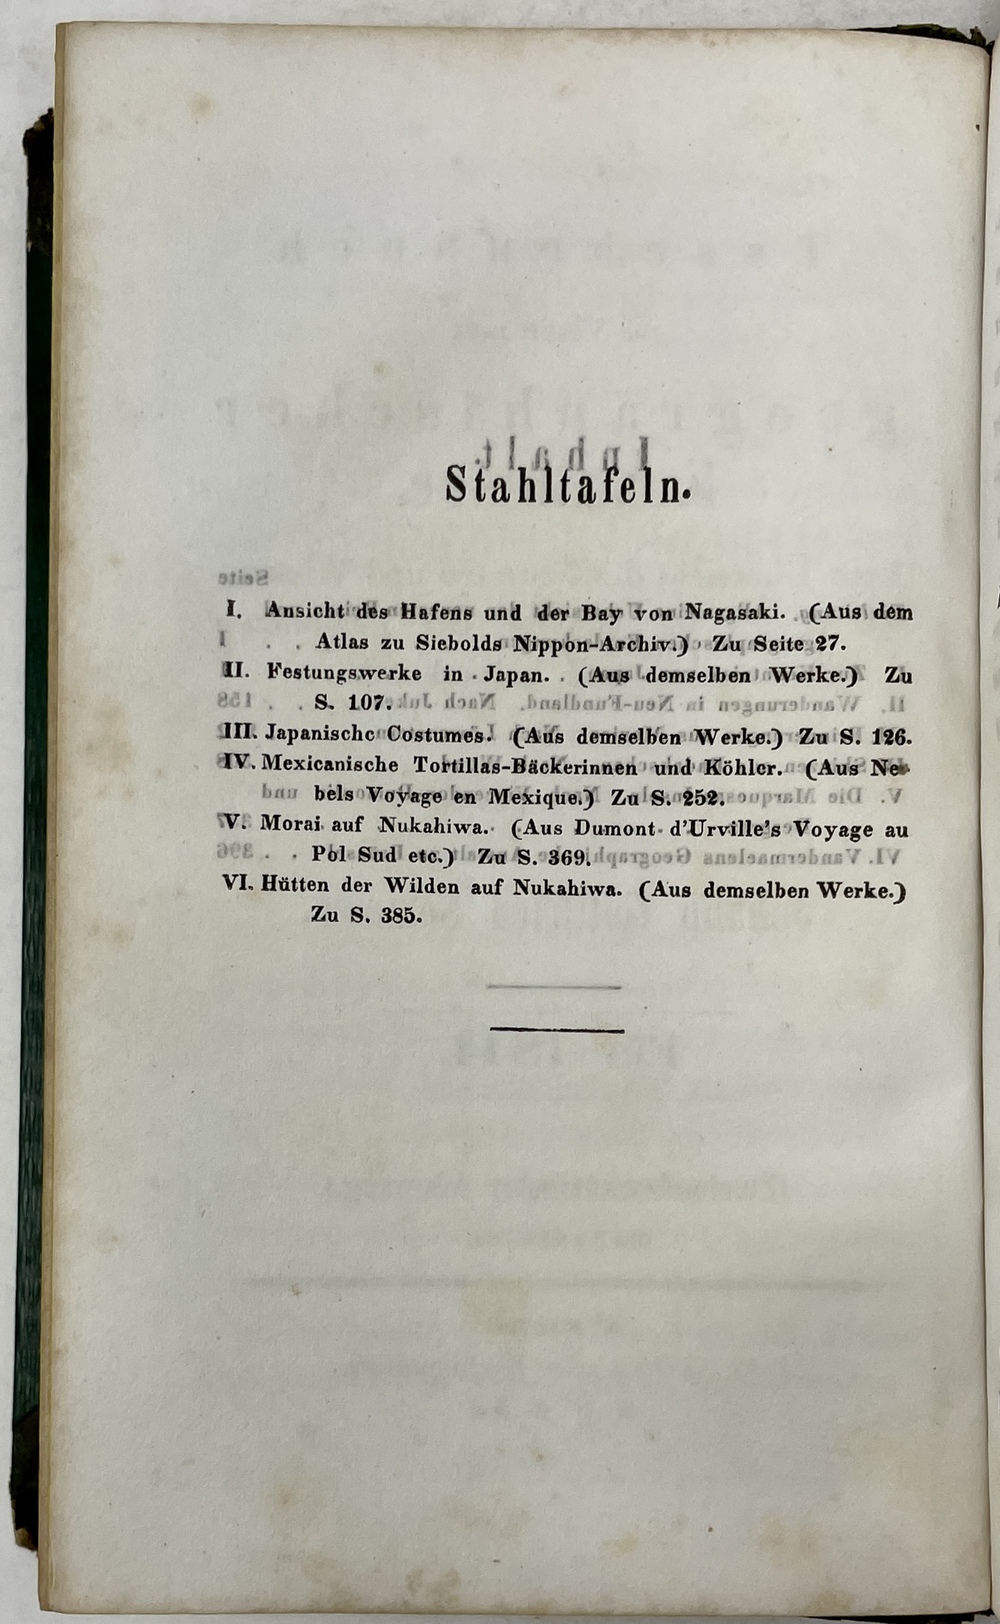 Stahltafeln.
I. Ansicht des Hafens und der Bay von Nagasaki. (Aus dem
Atlas zu Siebolds Nippon-Archiv.) Zu Seite 27.
II. Festungswerke in Japan. (Aus demselben Werke.) Zu
S. 107.
III. Japanische Costumes. (Aus demselben Werke.) Zu S. 126.
IV. Mexicanische Tortillas-Bäckerinnen und Köhler. (Aus Ne-
bels Voyage en Mexique.) Zu S. 252.
V. Morai auf Nukahiwa. (Aus Dumont d'Urville's Voyage au
Pol Sud etc.) Zu S. 369.
VI. Hütten der Wilden auf Nukahiwa. (Aus demselben Werke.)
Zu S. 385.